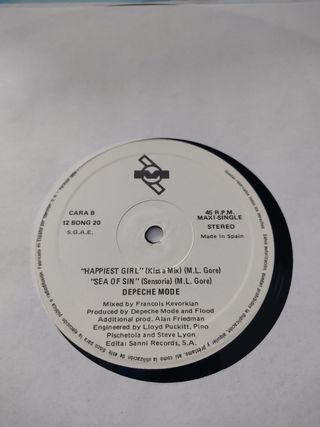 CARA B
12 BONG 20
S.G.A.E.
45 R.P.M.
MAXI-SINGLE
STEREO
Made in Spain
"HAPPIEST GIRL" (Kiss a Mix) (M.L. Gore)
"SEA OF SIN" (Sensoria) (M.L. Gore)
DEPECHE MODE
Mixed by Francois Kevorkian
Produced by Depeche Mode and Flood
Additional prod. Alan Friedman
Engineered by Lloyd Puckitt, Pino
Pischetola and Steve Lyon
Edita: Sanni Records, S.A.